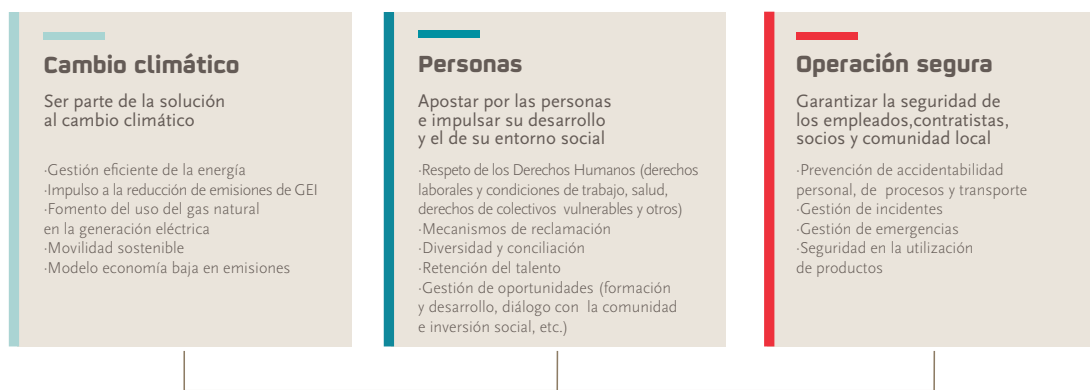 Cambio climático
Ser parte de la solución
al cambio climático
·Gestión eficiente de la energía
·Impulso a la reducción de emisiones de GEI
·Fomento del uso del gas natural
en la generación eléctrica
·Movilidad sostenible
·Modelo economía baja en emisiones
Personas
Apostar por las personas
e impulsar su desarrollo
y el de su entorno social
·Respeto de los Derechos Humanos (derechos
laborales y condiciones de trabajo, salud,
derechos de colectivos vulnerables y otros)
·Mecanismos de reclamación
·Diversidad y conciliación
·Retención del talento
·Gestión de oportunidades (formación
y desarrollo, diálogo con la comunidad
e inversión social, etc.)
Operación segura
Garantizar la seguridad de
los empleados,contratistas,
socios y comunidad local
·Prevención de accidentabilidad
personal, de procesos y transporte
·Gestión de incidentes
·Gestión de emergencias
·Seguridad en la utilización
de productos